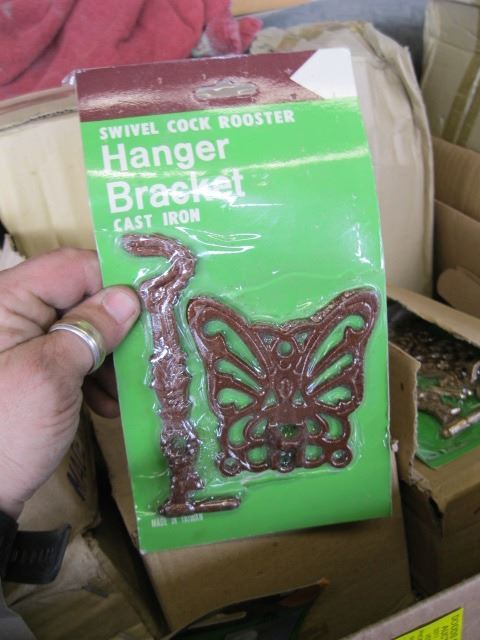 SWIVEL COCK ROOSTER
Hanger
Bracket
CAST IRON
MADE IN TAIWAN